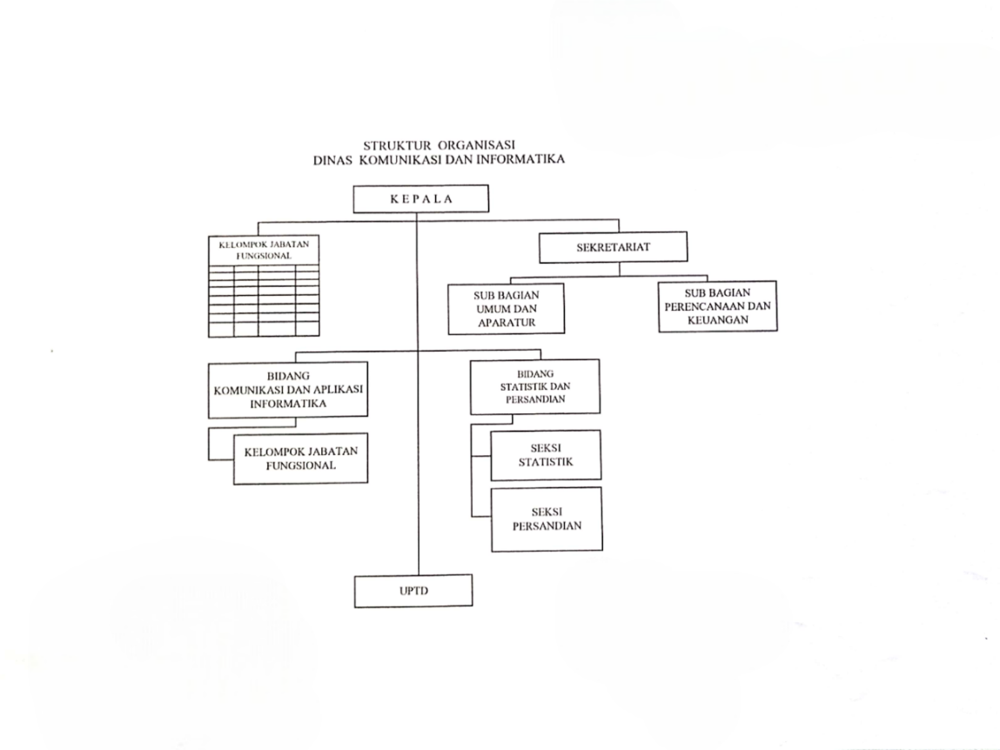 STRUKTUR ORGANISASI
DINAS KOMUNIKASI DAN INFORMATIKA
KEPALA
KELOMPOK JABATAN
FUNGSIONAL
SEKRETARIAT
SUB BAGIAN
UMUM DAN
APARATUR
SUB BAGIAN
PERENCANAAN DAN
KEUANGAN
BIDANG
KOMUNIKASI DAN APLIKASI
INFORMATIKA
KELOMPOK JABATAN
FUNGSIONAL
BIDANG
STATISTIK DAN
PERSANDIAN
SEKSI
STATISTIK
SEKSI
PERSANDIAN
UPTD